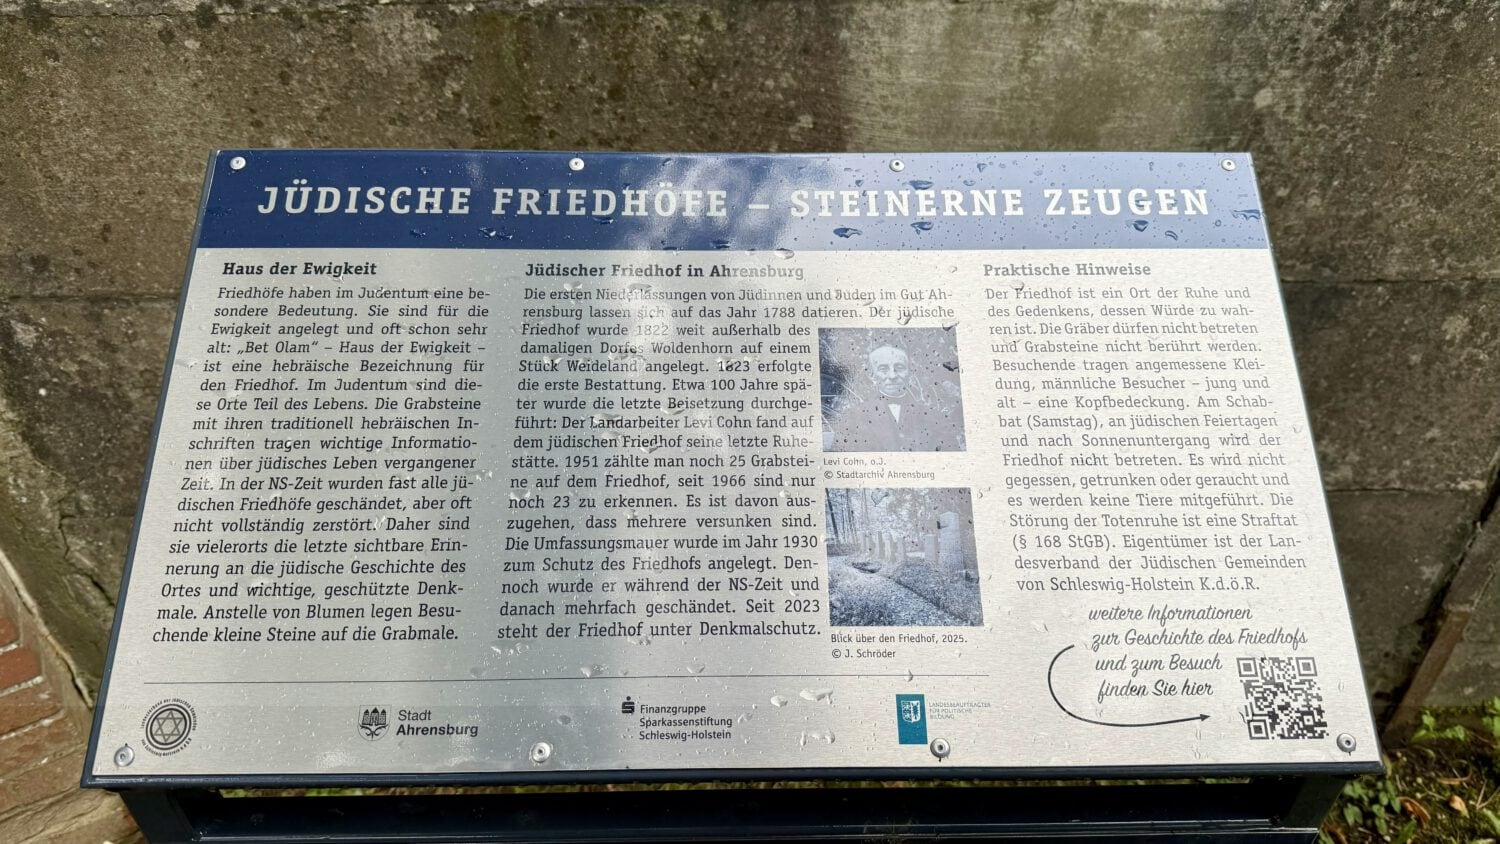 JÜDISCHE FRIEDHÖFE – STEINERNE ZEUGEN
Haus der Ewigkeit
Friedhöfe haben im Judentum eine be-
sondere Bedeutung. Sie sind für die
Ewigkeit angelegt und oft schon sehr
alt: „Bet Olam“ – Haus der Ewigkeit –
ist eine hebräische Bezeichnung für
den Friedhof. Im Judentum sind die-
se Orte Teil des Lebens. Die Grabsteine
mit ihren traditionell hebräischen In-
schriften tragen wichtige Informatio-
nen über jüdisches Leben vergangener
Zeit. In der NS-Zeit wurden fast alle jü-
dischen Friedhöfe geschändet, aber oft
nicht vollständig zerstört. Daher sind
sie vielerorts die letzte sichtbare Erin-
nerung an die jüdische Geschichte des
Ortes und wichtige, geschützte Denk-
male. Anstelle von Blumen legen Besu-
chende kleine Steine auf die Grabmale.
Jüdischer Friedhof in Ahrensburg
Die ersten Niederlassungen von Jüdinnen und Juden im Gut Ah-
rensburg lassen sich auf das Jahr 1788 datieren. Der jüdische
Friedhof wurde 1822 weit außerhalb des
damaligen Dorfes Woldenhorn auf einem
Stück Weideland angelegt. 1823 erfolgte
die erste Bestattung. Etwa 100 Jahre spä-
ter wurde die letzte Beisetzung durchge-
führt: Der Landarbeiter Levi Cohn fand auf
dem jüdischen Friedhof seine letzte Ruhe-
stätte. 1951 zählte man noch 25 Grabstei-
ne auf dem Friedhof, seit 1966 sind nur
noch 23 zu erkennen. Es ist davon aus-
zugehen, dass mehrere versunken sind.
Die Umfassungsmauer wurde im Jahr 1930
zum Schutz des Friedhofs angelegt. Den-
noch wurde er während der NS-Zeit und
danach mehrfach geschändet. Seit 2023
steht der Friedhof unter Denkmalschutz.
Levi Cohn, o.J.
© Stadtarchiv Ahrensburg
Blick über den Friedhof, 2025.
© J. Schröder
Praktische Hinweise
Der Friedhof ist ein Ort der Ruhe und
des Gedenkens, dessen Würde zu wah-
ren ist. Die Gräber dürfen nicht betreten
und Grabsteine nicht berührt werden.
Besuchende tragen angemessene Klei-
dung, männliche Besucher – jung und
alt – eine Kopfbedeckung. Am Schab-
bat (Samstag), an jüdischen Feiertagen
und nach Sonnenuntergang wird der
Friedhof nicht betreten. Es wird nicht
gegessen, getrunken oder geraucht und
es werden keine Tiere mitgeführt. Die
Störung der Totenruhe ist eine Straftat
(§ 168 StGB). Eigentümer ist der Lan-
desverband der Jüdischen Gemeinden
von Schleswig-Holstein K.d.ö.R.
weitere Informationen
zur Geschichte des Friedhofs
und zum Besuch
finden Sie hier
Stadt
Ahrensburg
Finanzgruppe
Sparkassenstiftung
Schleswig-Holstein
LANDESBEAUFTRAGTER
FÜR POLITISCHE
BILDUNG